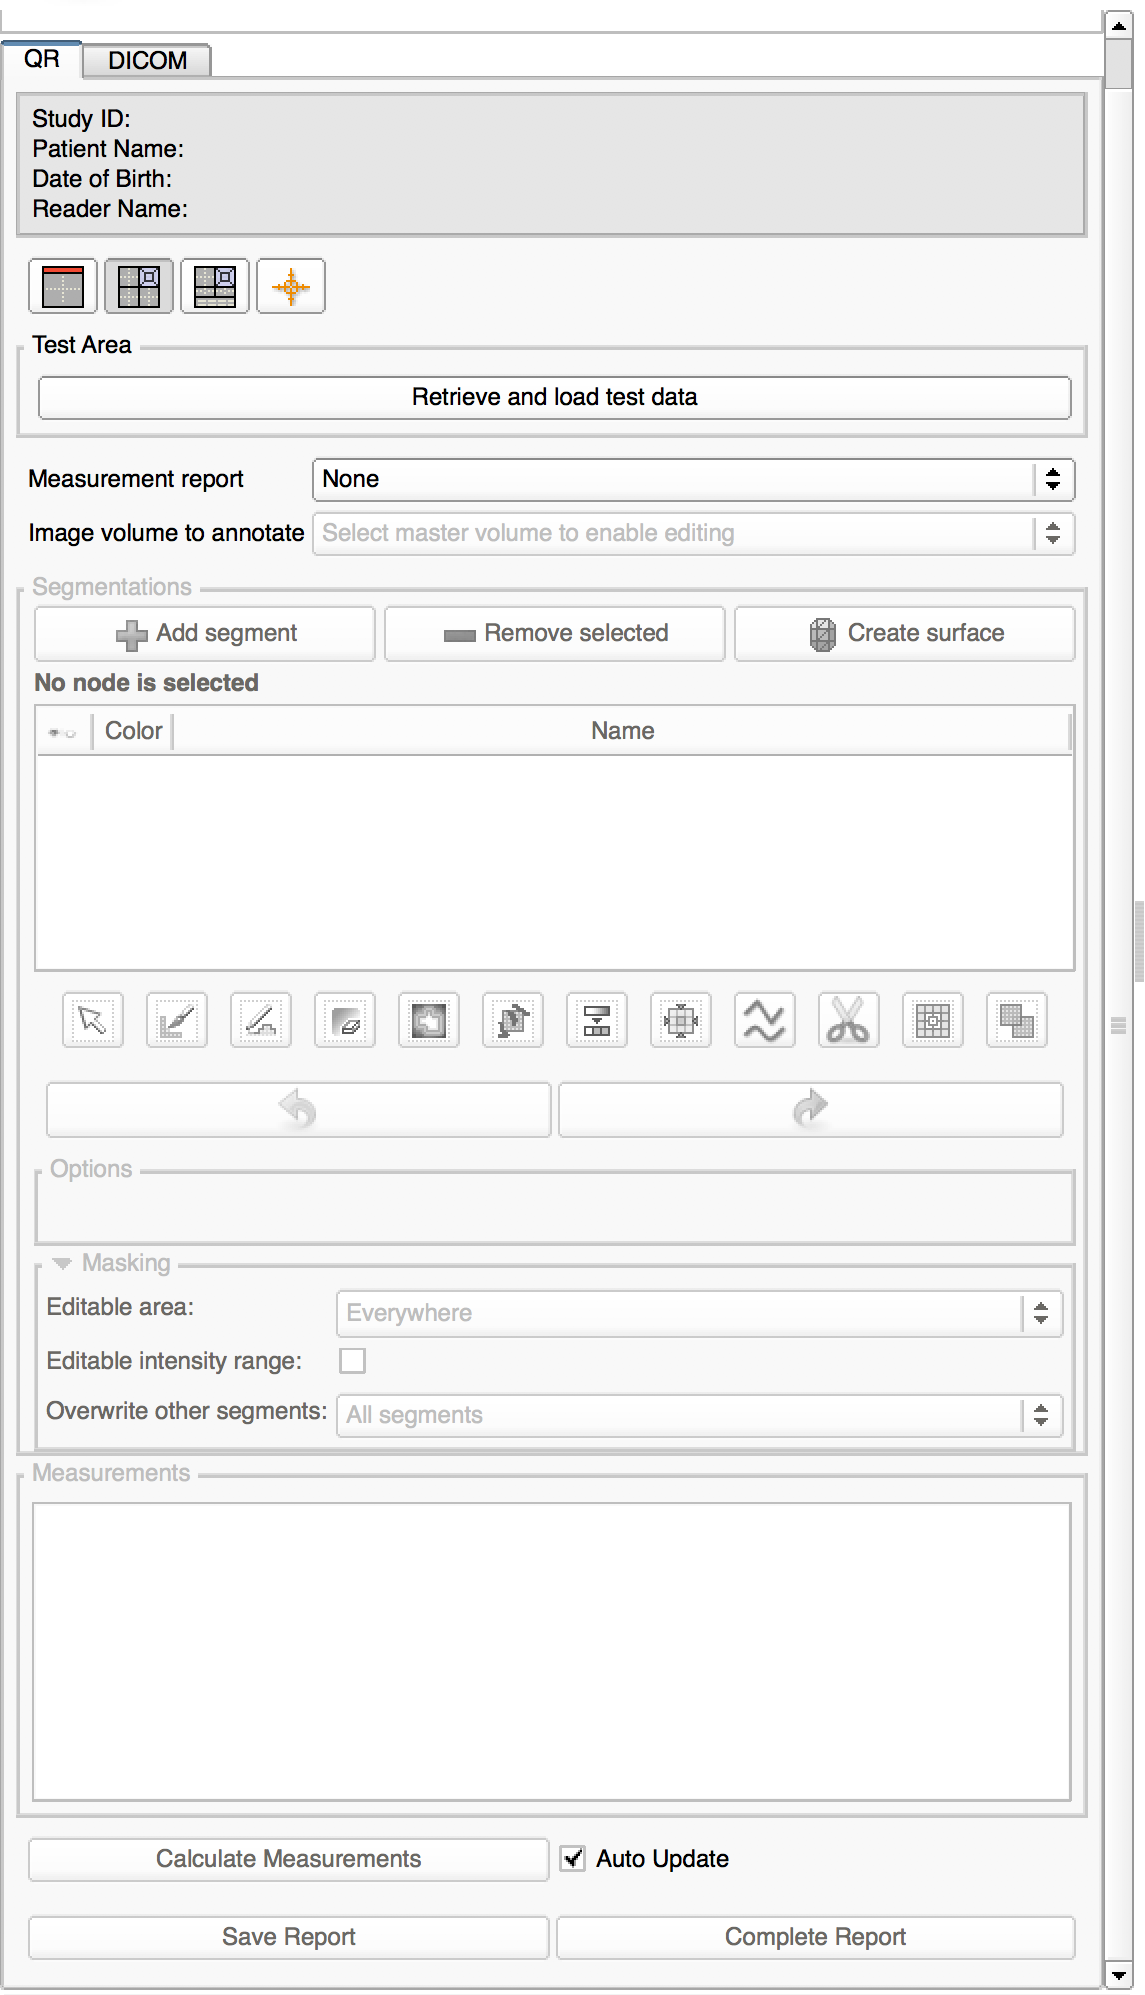 QR DICOM
Study ID:
Patient Name:
Date of Birth:
Reader Name:
Test Area
Retrieve and load test data
Measurement report None
Image volume to annotate Select master volume to enable editing
Segmentations
Add segment Remove selected Create surface
No node is selected
Color Name
Options
Masking
Editable area: Everywhere
Editable intensity range:
Overwrite other segments: All segments
Measurements
Calculate Measurements Auto Update
Save Report Complete Report